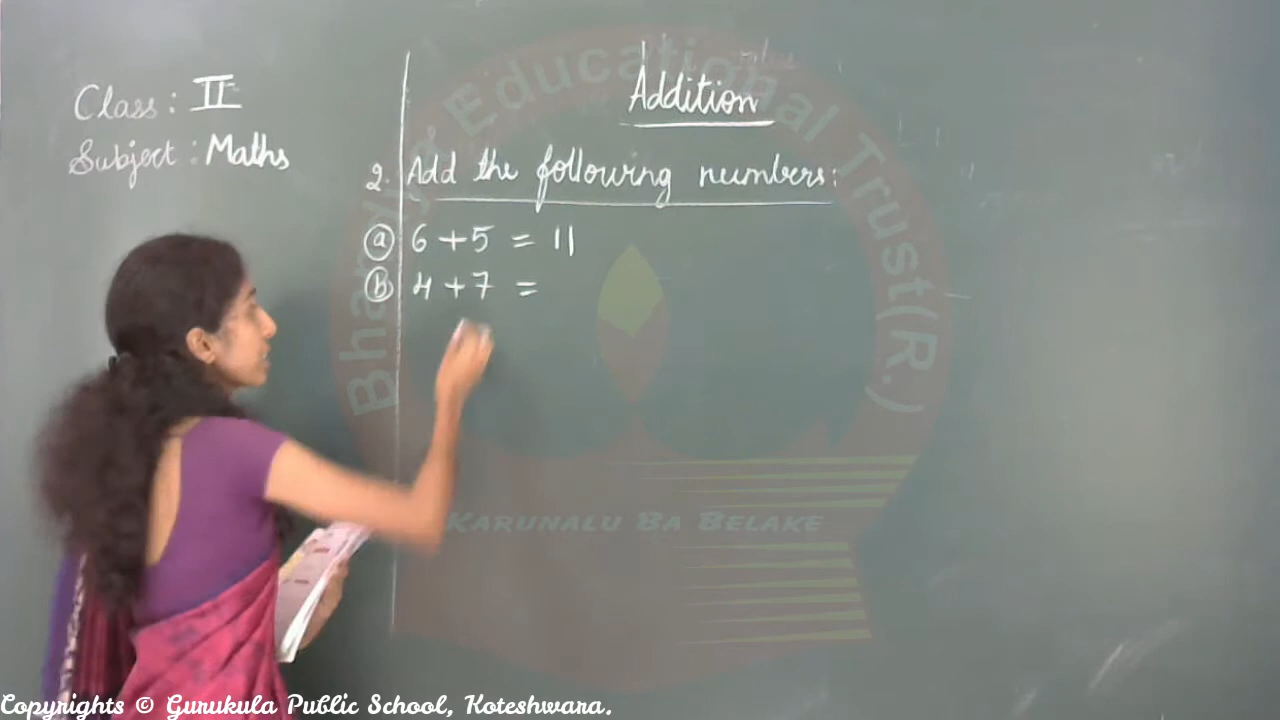 Class: II
Subject: Maths
Addition
2. Add the following numbers:
(a) 6 + 5 = 11
(b) 4 + 7 =
Educational Trust (R.)
KARUNALU BA BELAKE
Copyrights © Gurukula Public School, Koteshwara.